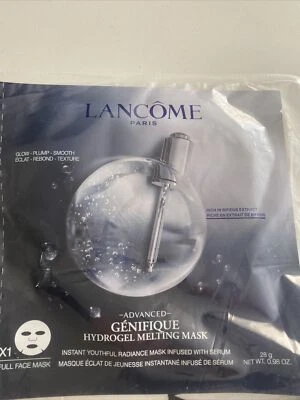 LANCÔME
PARIS
GLOW - PLUMP - SMOOTH
ÉCLAT - REBOND - TEXTURE
RICH IN BIFIDUS EXTRACT
RICHE EN EXTRAIT DE BIFIDUS
—ADVANCED—
GÉNIFIQUE
HYDROGEL MELTING MASK
X1
FULL FACE MASK
INSTANT YOUTHFUL RADIANCE MASK INFUSED WITH SERUM
MASQUE ÉCLAT DE JEUNESSE INSTANTANÉ INFUSÉ DE SÉRUM
28 g
NET WT. 0.98 OZ.